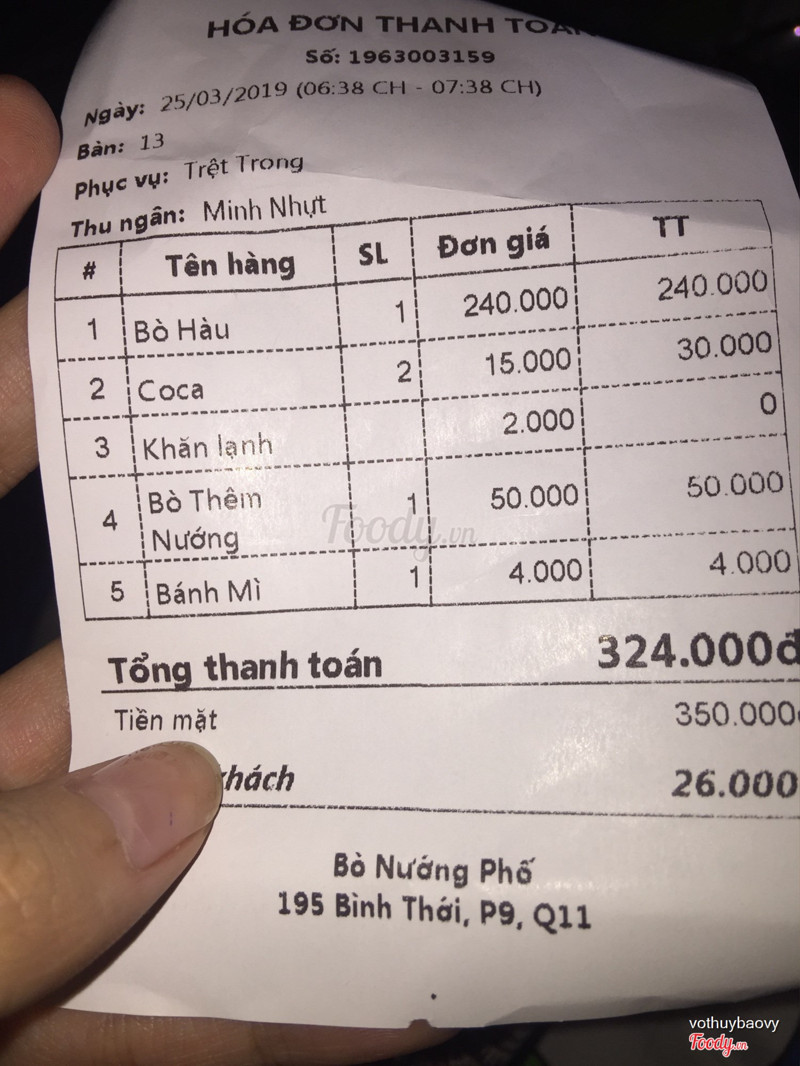 HÓA ĐƠN THANH TOÁN
Số: 1963003159
Ngày: 25/03/2019 (06:38 CH - 07:38 CH)
Bàn: 13
Phục vụ: Trệt Trong
Thu ngân: Minh Nhựt
# Tên hàng SL Đơn giá TT
1 Bò Hàu 1 240.000 240.000
2 Coca 2 15.000 30.000
3 Khăn lạnh 2.000 0
4 Bò Thêm Nướng 1 50.000 50.000
5 Bánh Mì 1 4.000 4.000
Tổng thanh toán 324.000đ
Tiền mặt 350.000
khách 26.000
Bò Nướng Phố
195 Bình Thới, P9, Q11
Foody.vn
vothuybaovy
Foody.vn